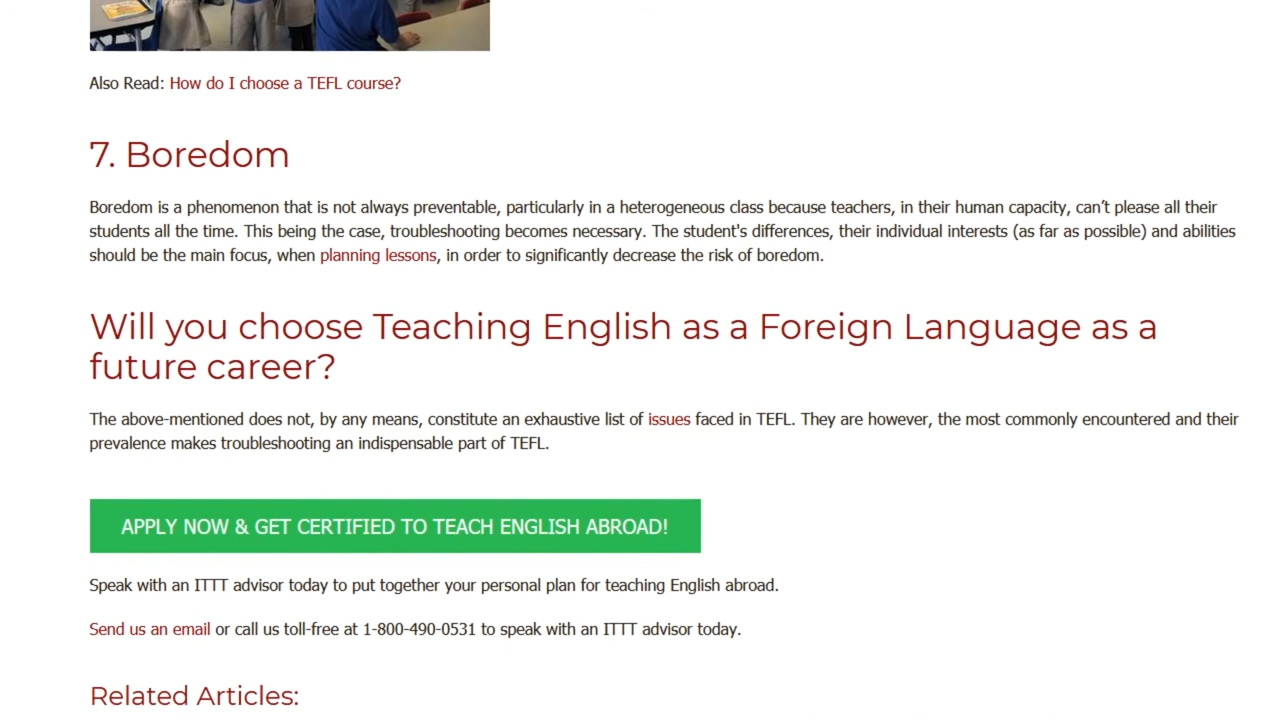 Also Read: How do I choose a TEFL course?
7. Boredom
Boredom is a phenomenon that is not always preventable, particularly in a heterogeneous class because teachers, in their human capacity, can’t please all their
students all the time. This being the case, troubleshooting becomes necessary. The student's differences, their individual interests (as far as possible) and abilities
should be the main focus, when planning lessons, in order to significantly decrease the risk of boredom.
Will you choose Teaching English as a Foreign Language as a
future career?
The above-mentioned does not, by any means, constitute an exhaustive list of issues faced in TEFL. They are however, the most commonly encountered and their
prevalence makes troubleshooting an indispensable part of TEFL.
APPLY NOW & GET CERTIFIED TO TEACH ENGLISH ABROAD!
Speak with an ITTT advisor today to put together your personal plan for teaching English abroad.
Send us an email or call us toll-free at 1-800-490-0531 to speak with an ITTT advisor today.
Related Articles: